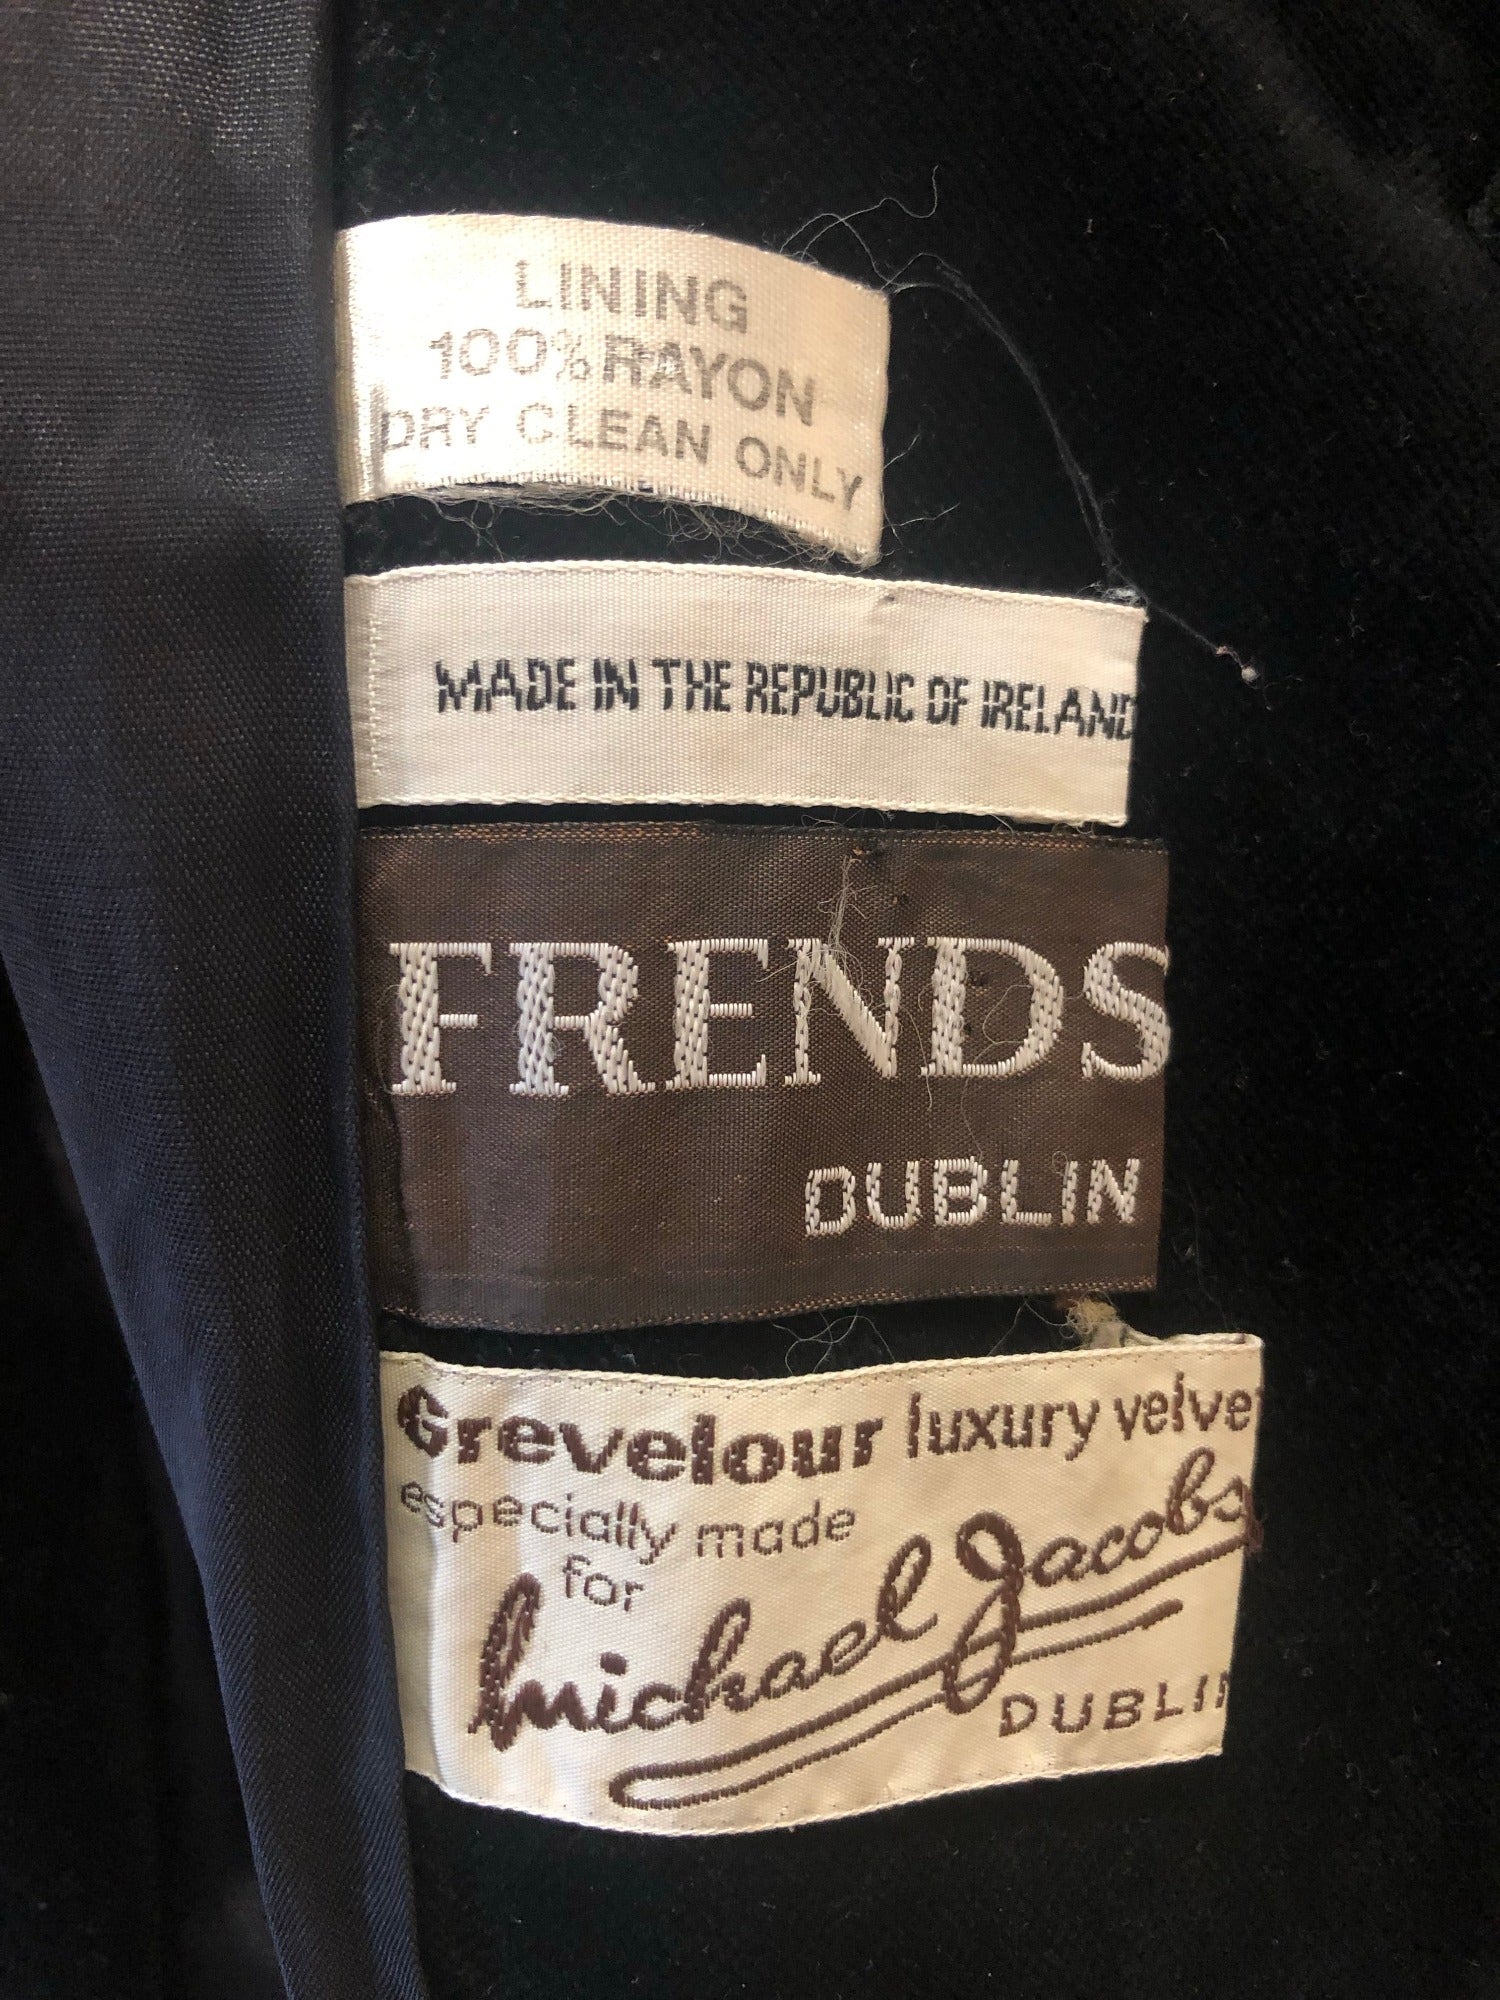 LINING
100% RAYON
DRY CLEAN ONLY
MADE IN THE REPUBLIC OF IRELAND
FRENDS
DUBLIN
Grevelour luxury velve
especially made
for
Michael Jacobs
DUBLIN